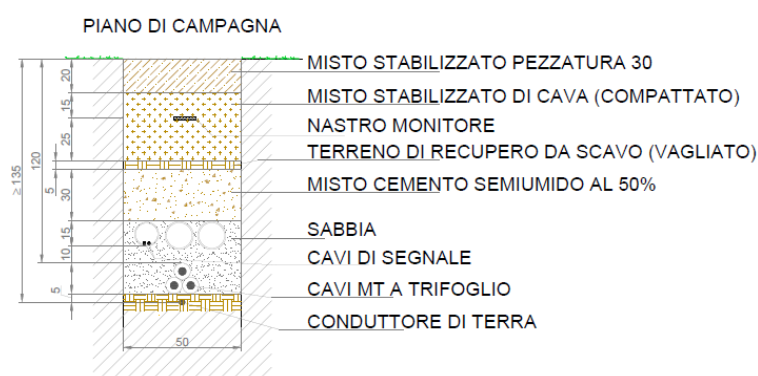 PIANO DI CAMPAGNA
MISTO STABILIZZATO PEZZATURA 30
MISTO STABILIZZATO DI CAVA (COMPATTATO)
NASTRO MONITORE
TERRENO DI RECUPERO DA SCAVO (VAGLIATO)
MISTO CEMENTO SEMIUMIDO AL 50%
SABBIA
CAVI DI SEGNALE
CAVI MT A TRIFOGLIO
CONDUTTORE DI TERRA
≥ 135
120
20
15
25
5
30
15
10
5
50